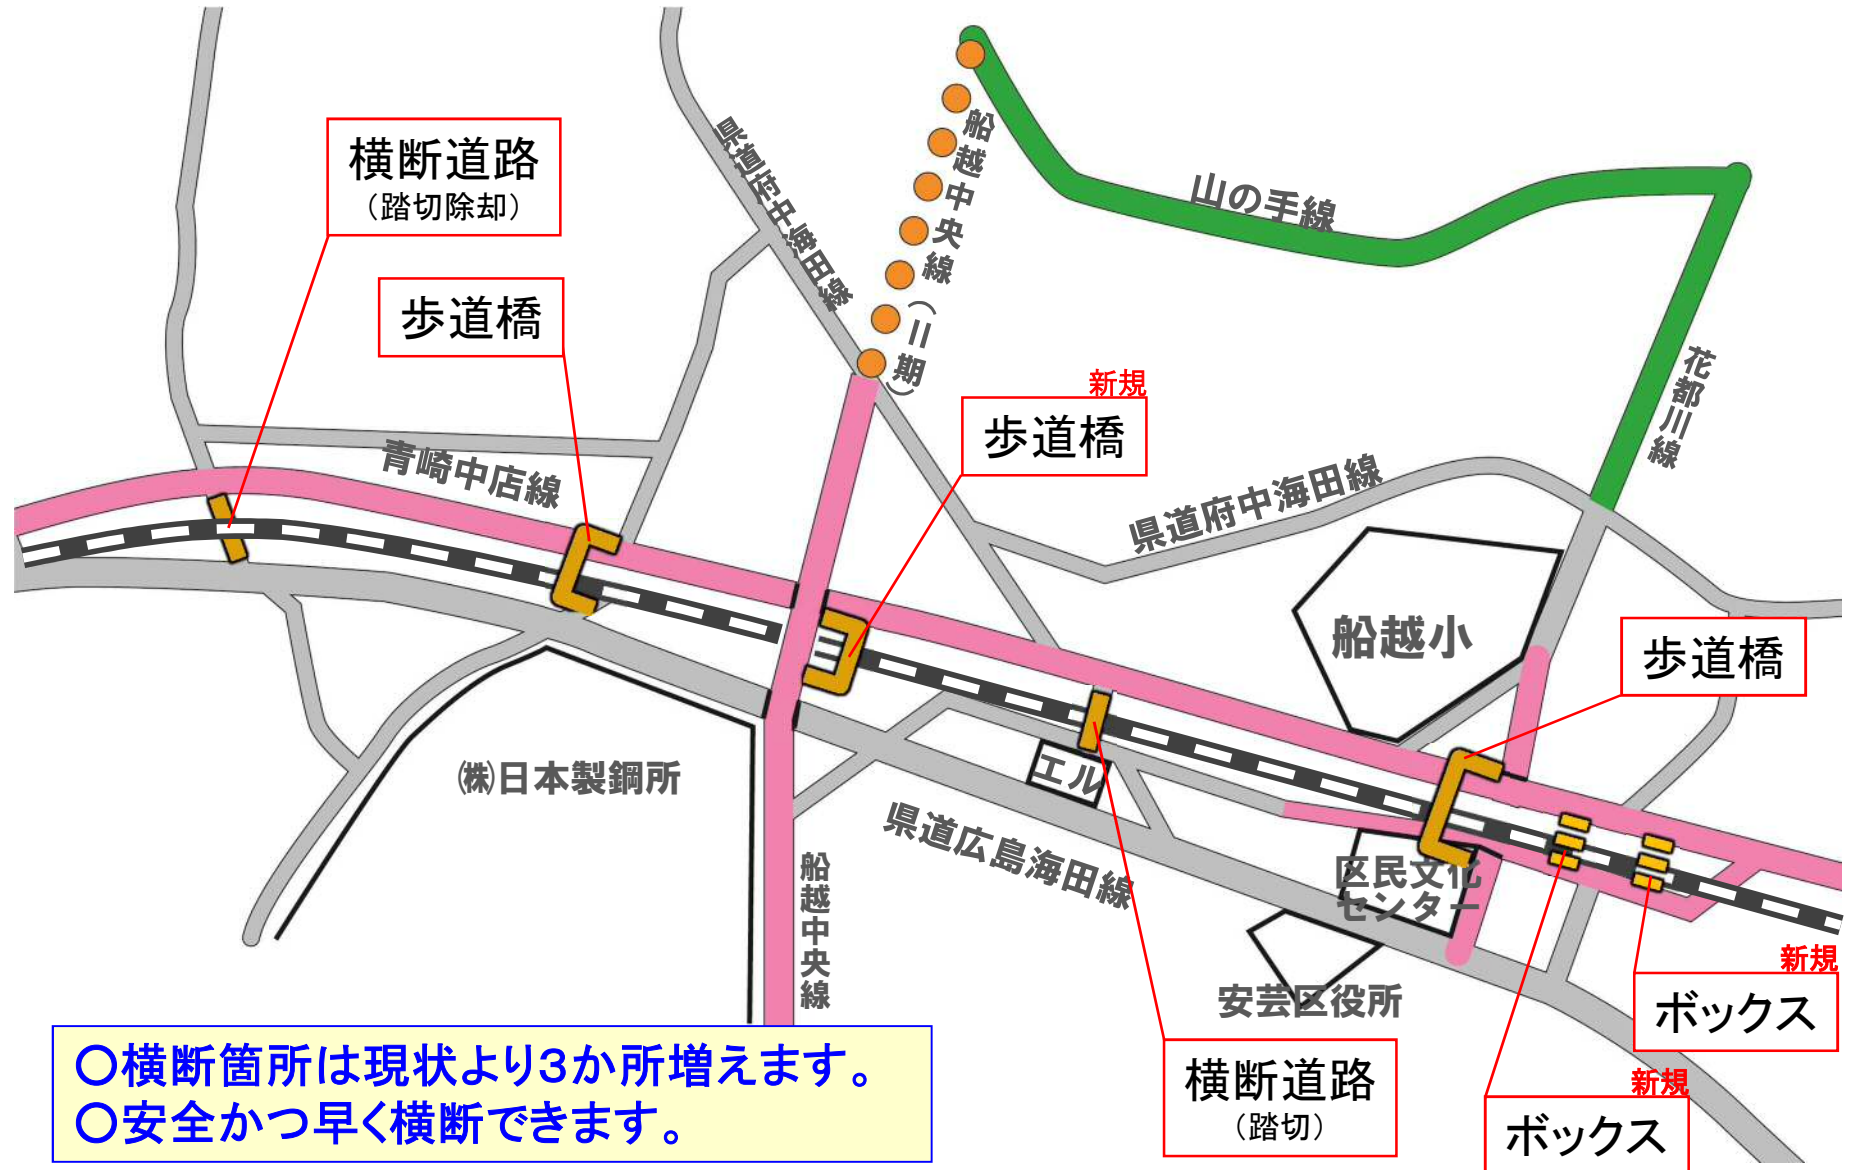 横断道路
（踏切除却）
歩道橋
県道府中海田線
船越中央線（II期）
山の手線
花都川線
新規
歩道橋
青崎中店線
県道府中海田線
船越小
歩道橋
㈱日本製鋼所
エル
県道広島海田線
船越中央線
区民文化
センター
安芸区役所
新規
ボックス
横断道路
（踏切）
新規
ボックス
○横断箇所は現状より３か所増えます。
○安全かつ早く横断できます。